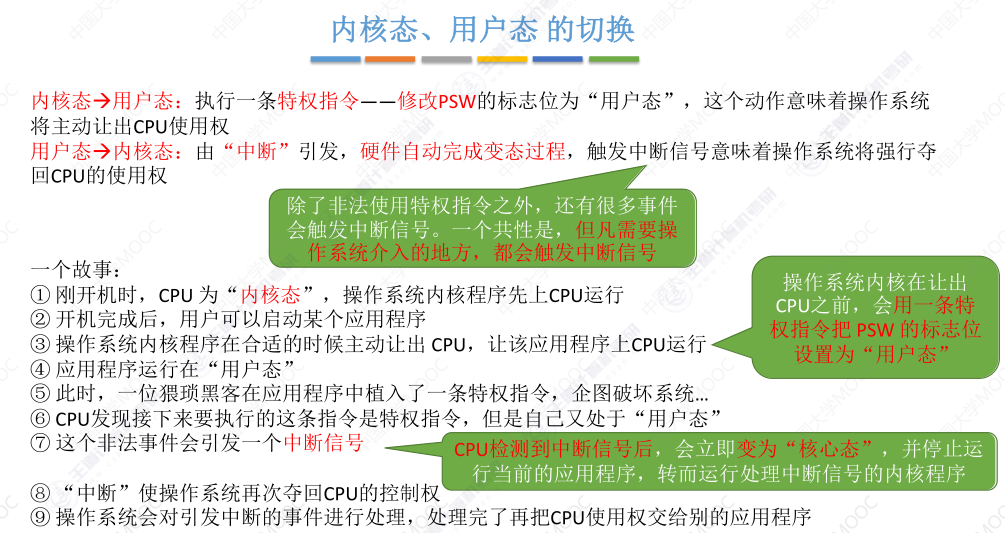 内核态、用户态 的切换
内核态→用户态：执行一条特权指令——修改PSW的标志位为“用户态”，这个动作意味着操作系统
将主动让出CPU使用权
用户态→内核态：由“中断”引发，硬件自动完成变态过程，触发中断信号意味着操作系统将强行夺
回CPU的使用权
除了非法使用特权指令之外，还有很多事件
会触发中断信号。一个共性是，但凡需要操
作系统介入的地方，都会触发中断信号
一个故事：
① 刚开机时，CPU 为“内核态”，操作系统内核程序先上CPU运行
② 开机完成后，用户可以启动某个应用程序
③ 操作系统内核程序在合适的时候主动让出 CPU，让该应用程序上CPU运行
操作系统内核在让出
CPU之前，会用一条特
权指令把 PSW 的标志位
设置为“用户态”
④ 应用程序运行在“用户态”
⑤ 此时，一位猥琐黑客在应用程序中植入了一条特权指令，企图破坏系统...
⑥ CPU发现接下来要执行的这条指令是特权指令，但是自己又处于“用户态”
⑦ 这个非法事件会引发一个中断信号
CPU检测到中断信号后，会立即变为“核心态”，并停止运
行当前的应用程序，转而运行处理中断信号的内核程序
⑧ “中断”使操作系统再次夺回CPU的控制权
⑨ 操作系统会对引发中断的事件进行处理，处理完了再把CPU使用权交给别的应用程序